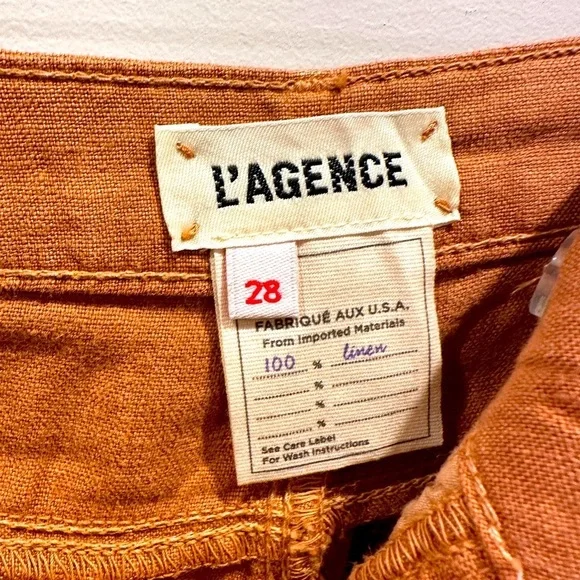 L'AGENCE
28
FABRIQUÉ AUX U.S.A.
From Imported Materials
100 % linen
%
%
%
See Care Label
For Wash Instructions